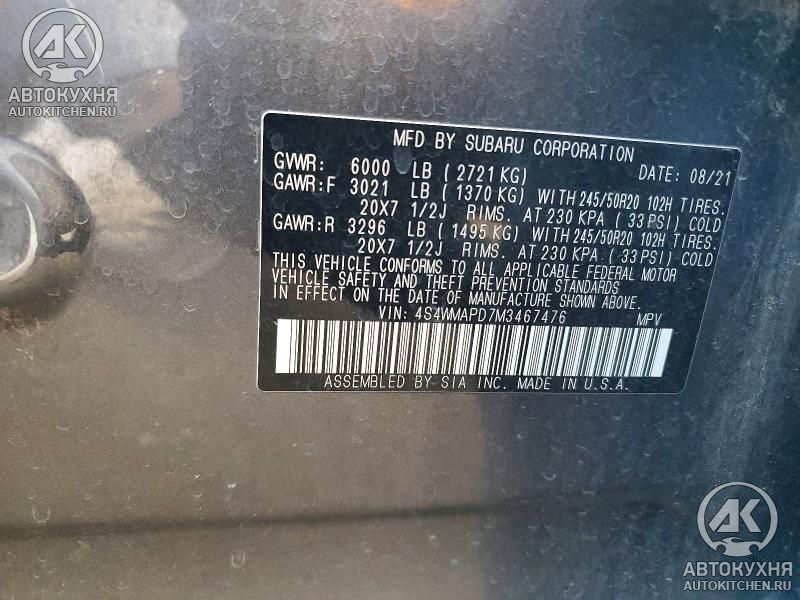 AK
АВТОКУХНЯ
AUTOKITCHEN.RU
MFD BY SUBARU CORPORATION
GVWR: 6000 LB ( 2721 KG) DATE: 08/21
GAWR:F 3021 LB ( 1370 KG) WITH 245/50R20 102H TIRES.
20X7 1/2J RIMS. AT 230 KPA ( 33 PSI) COLD
GAWR:R 3296 LB ( 1495 KG) WITH 245/50R20 102H TIRES.
20X7 1/2J RIMS. AT 230 KPA ( 33 PSI) COLD
THIS VEHICLE CONFORMS TO ALL APPLICABLE FEDERAL MOTOR
VEHICLE SAFETY AND THEFT PREVENTION STANDARDS
IN EFFECT ON THE DATE OF MANUFACTURE SHOWN ABOVE.
VIN: 4S4WMAPD7M3467476 MPV
ASSEMBLED BY SIA INC. MADE IN U.S.A.
AK
АВТОКУХНЯ
AUTOKITCHEN.RU